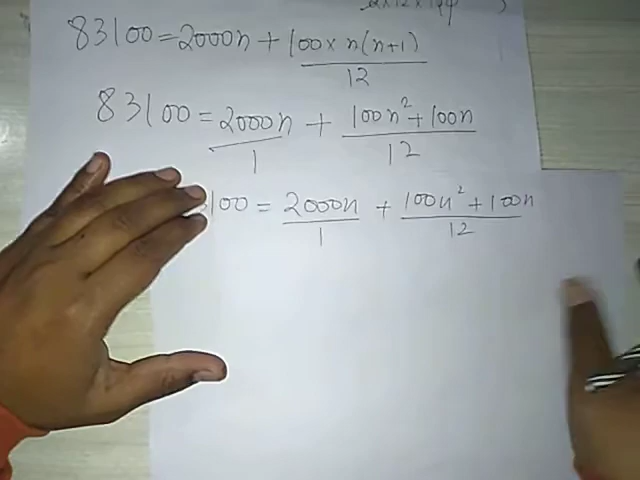 83100 = 2000n + 100 × n(n+1)
12
83100 = 2000n + 100n² + 100n
1 12
100 = 2000n + 100n² + 100n
1 12